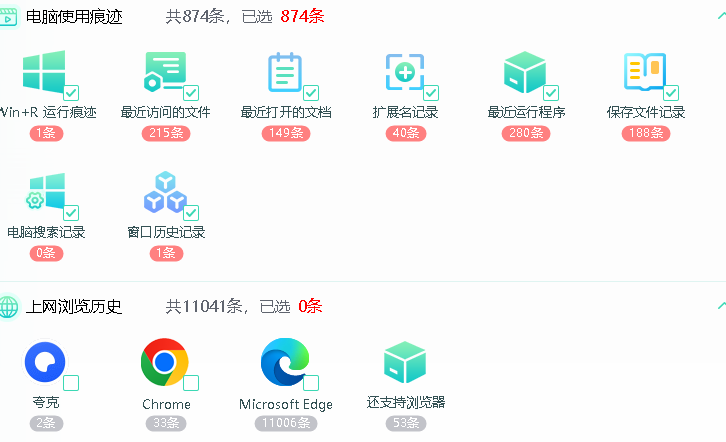 电脑使用痕迹 共874条，已选 874条
Win+R 运行痕迹 最近访问的文件 最近打开的文档 扩展名记录 最近运行程序 保存文件记录
1条 215条 149条 40条 280条 188条
电脑搜索记录 窗口历史记录
0条 1条
上网浏览历史 共11041条，已选 0条
夸克 Chrome Microsoft Edge 还支持浏览器
2条 33条 11006条 53条